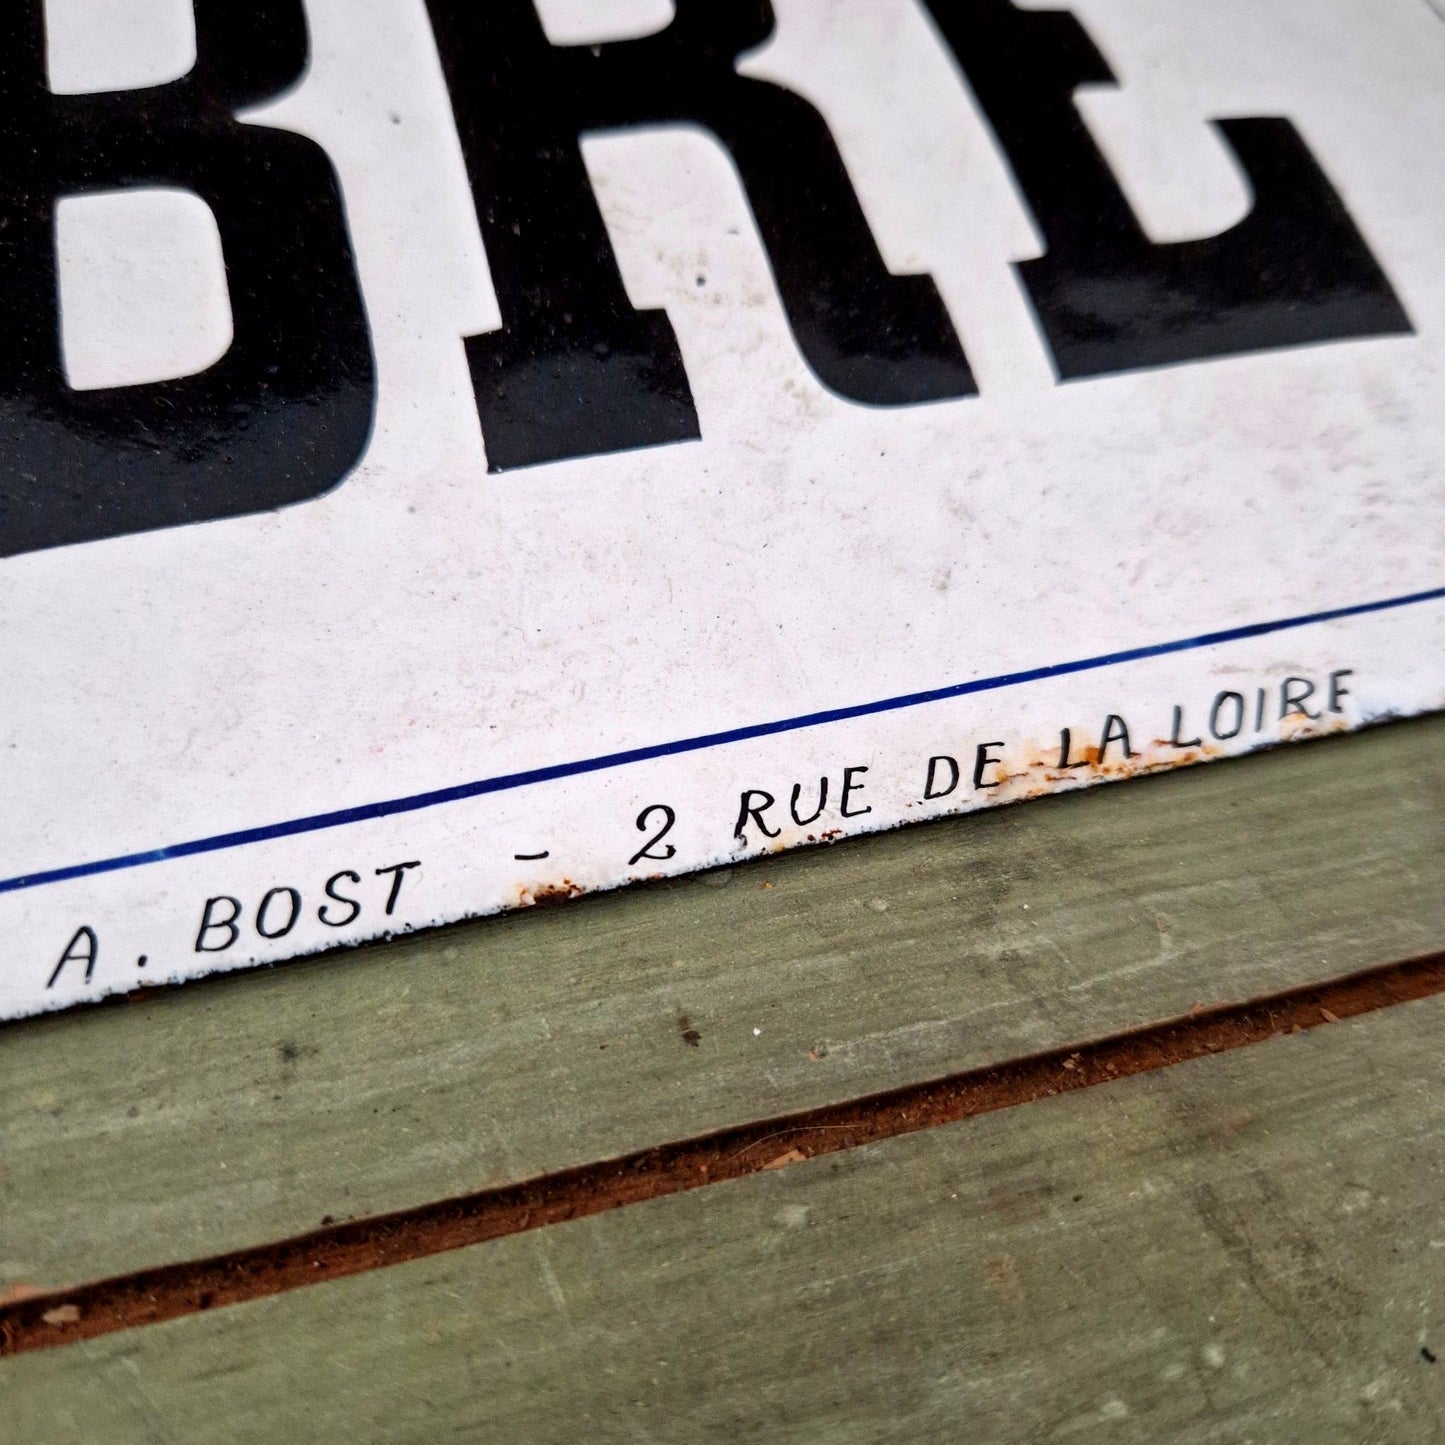 BRE
A. BOST - 2 RUE DE LA LOIRE